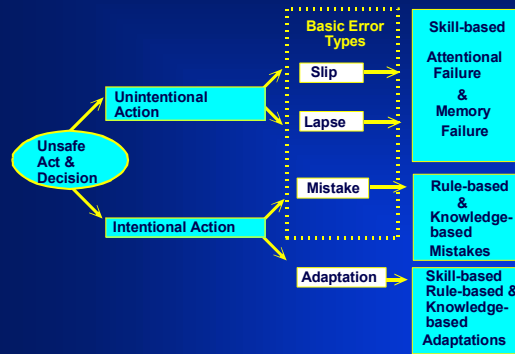 Basic Error
Types
Skill-based
Attentional
Failure
&
Memory
Failure
Slip
Unintentional
Action
Lapse
Unsafe
Act &
Decision
Mistake
Rule-based
&
Knowledge-
based
Mistakes
Intentional Action
Adaptation
Skill-based
Rule-based &
Knowledge-
based
Adaptations